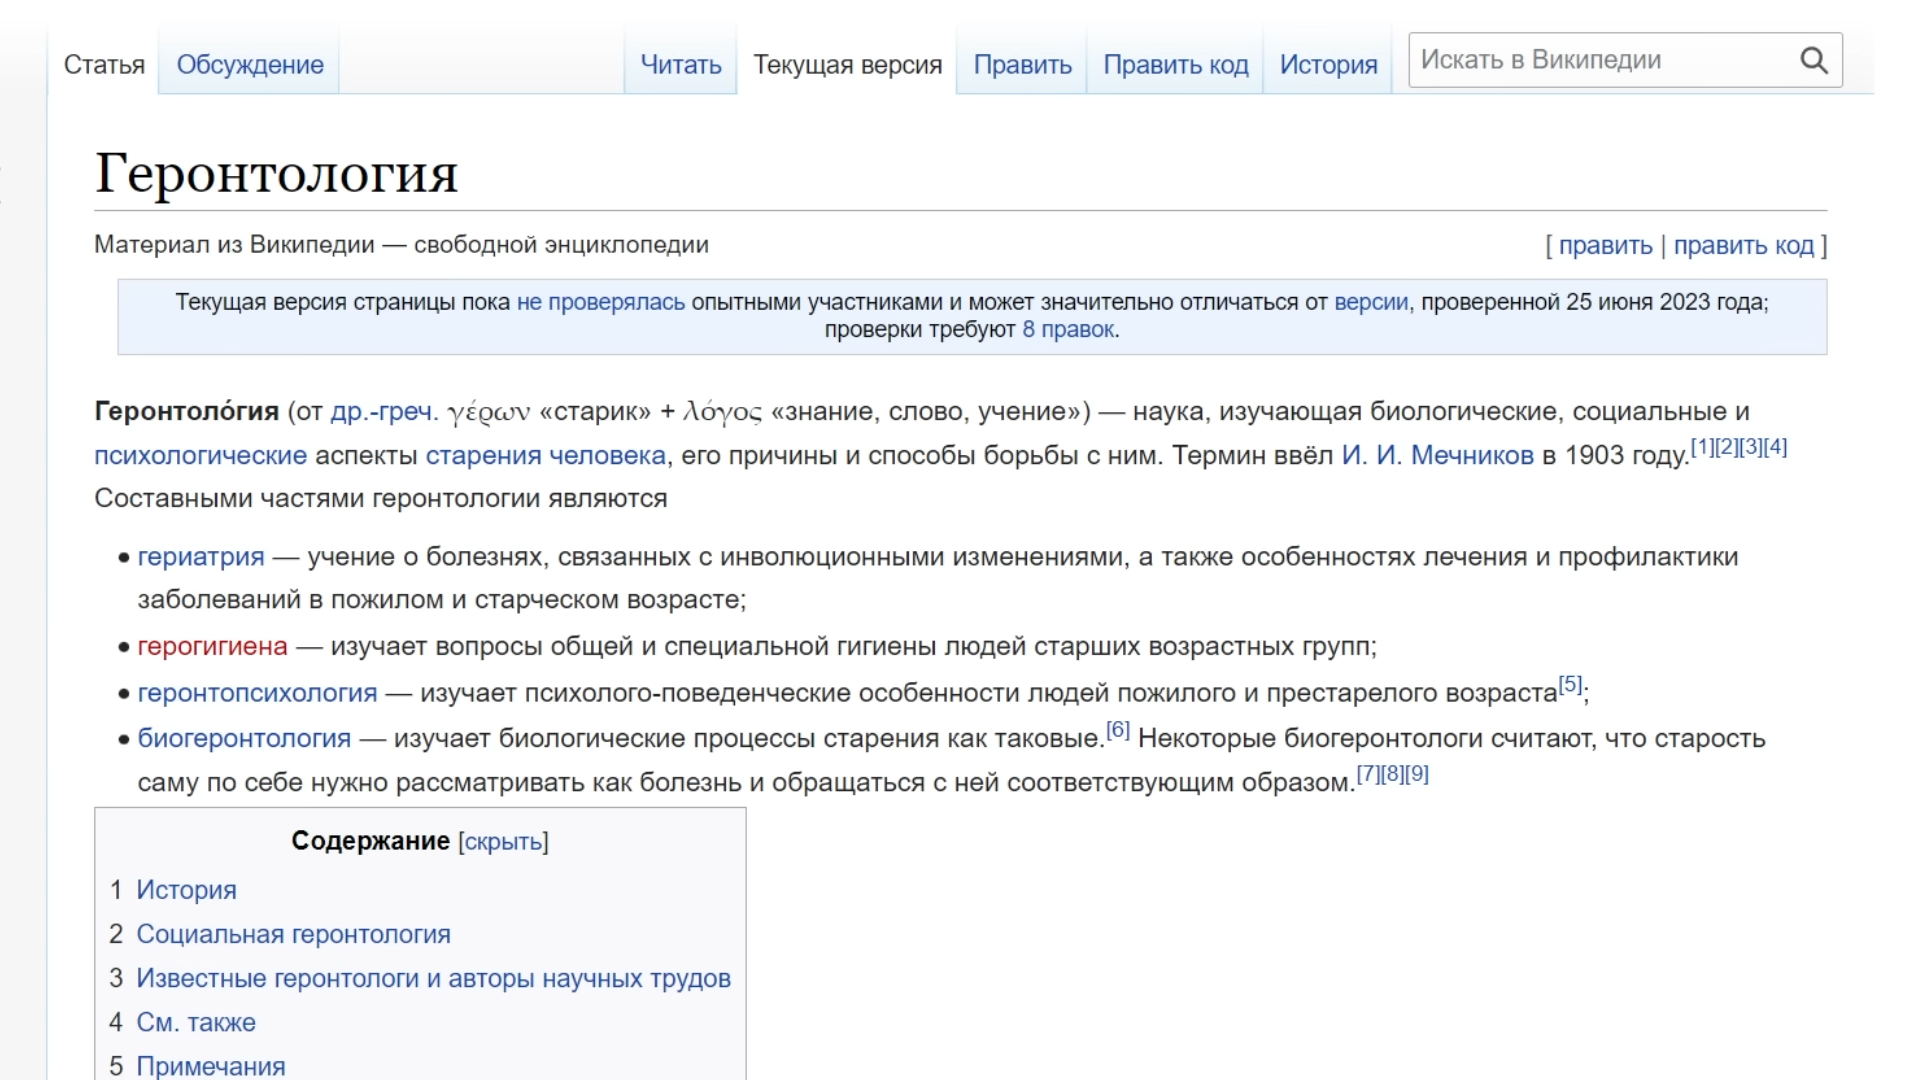 Статья Обсуждение Читать Текущая версия Править Править код История Искать в Википедии
Геронтология
Материал из Википедии — свободной энциклопедии [ править | править код ]
Текущая версия страницы пока не проверялась опытными участниками и может значительно отличаться от версии, проверенной 25 июня 2023 года;
проверки требуют 8 правок.
Геронтоло́гия (от др.-греч. γέρων «старик» + λόγος «знание, слово, учение») — наука, изучающая биологические, социальные и
психологические аспекты старения человека, его причины и способы борьбы с ним. Термин ввёл И. И. Мечников в 1903 году.[1][2][3][4]
Составными частями геронтологии являются
• гериатрия — учение о болезнях, связанных с инволюционными изменениями, а также особенностях лечения и профилактики
заболеваний в пожилом и старческом возрасте;
• герогигиена — изучает вопросы общей и специальной гигиены людей старших возрастных групп;
• геронтопсихология — изучает психолого-поведенческие особенности людей пожилого и престарелого возраста[5];
• биогеронтология — изучает биологические процессы старения как таковые.[6] Некоторые биогеронтологи считают, что старость
саму по себе нужно рассматривать как болезнь и обращаться с ней соответствующим образом.[7][8][9]
Содержание [скрыть]
1 История
2 Социальная геронтология
3 Известные геронтологи и авторы научных трудов
4 См. также
5 Примечания